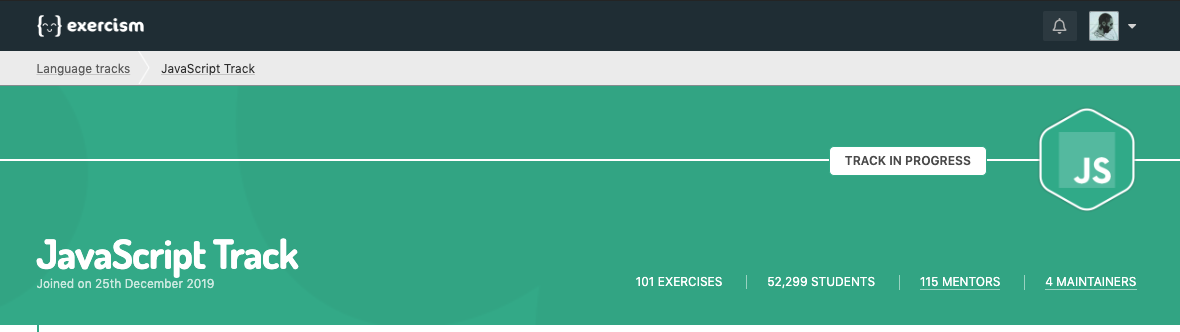 { } exercism
Language tracks JavaScript Track
TRACK IN PROGRESS
JS
JavaScript Track
Joined on 25th December 2019
101 EXERCISES 52,299 STUDENTS 115 MENTORS 4 MAINTAINERS